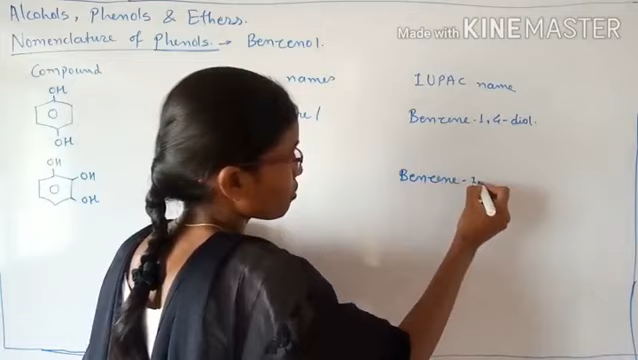 Alcohols, Phenols & Ethers.
Made with KINEMASTER
Nomenclature of Phenols. → Benzenol.
Compound names IUPAC name
OH
OH
Benzene-1,4-diol.
OH
OH
OH
Benzene-1,